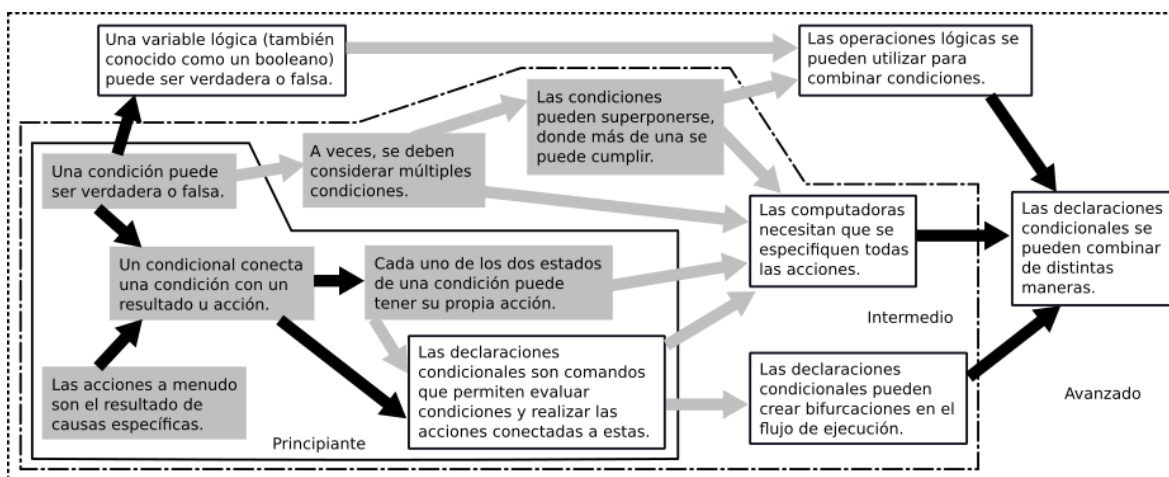 Una variable lógica (también
conocido como un booleano)
puede ser verdadera o falsa.
Las operaciones lógicas se
pueden utilizar para
combinar condiciones.
Las condiciones
pueden superponerse,
donde más de una se
puede cumplir.
A veces, se deben
considerar múltiples
condiciones.
Una condición puede
ser verdadera o falsa.
Las computadoras
necesitan que se
especifiquen todas
las acciones.
Las declaraciones
condicionales se
pueden combinar
de distintas
maneras.
Un condicional conecta
una condición con un
resultado u acción.
Cada uno de los dos estados
de una condición puede
tener su propia acción.
Intermedio
Las declaraciones
condicionales son comandos
que permiten evaluar
condiciones y realizar las
acciones conectadas a estas.
Las declaraciones
condicionales pueden
crear bifurcaciones en el
flujo de ejecución.
Las acciones a menudo
son el resultado de
causas específicas.
Avanzado
Principiante